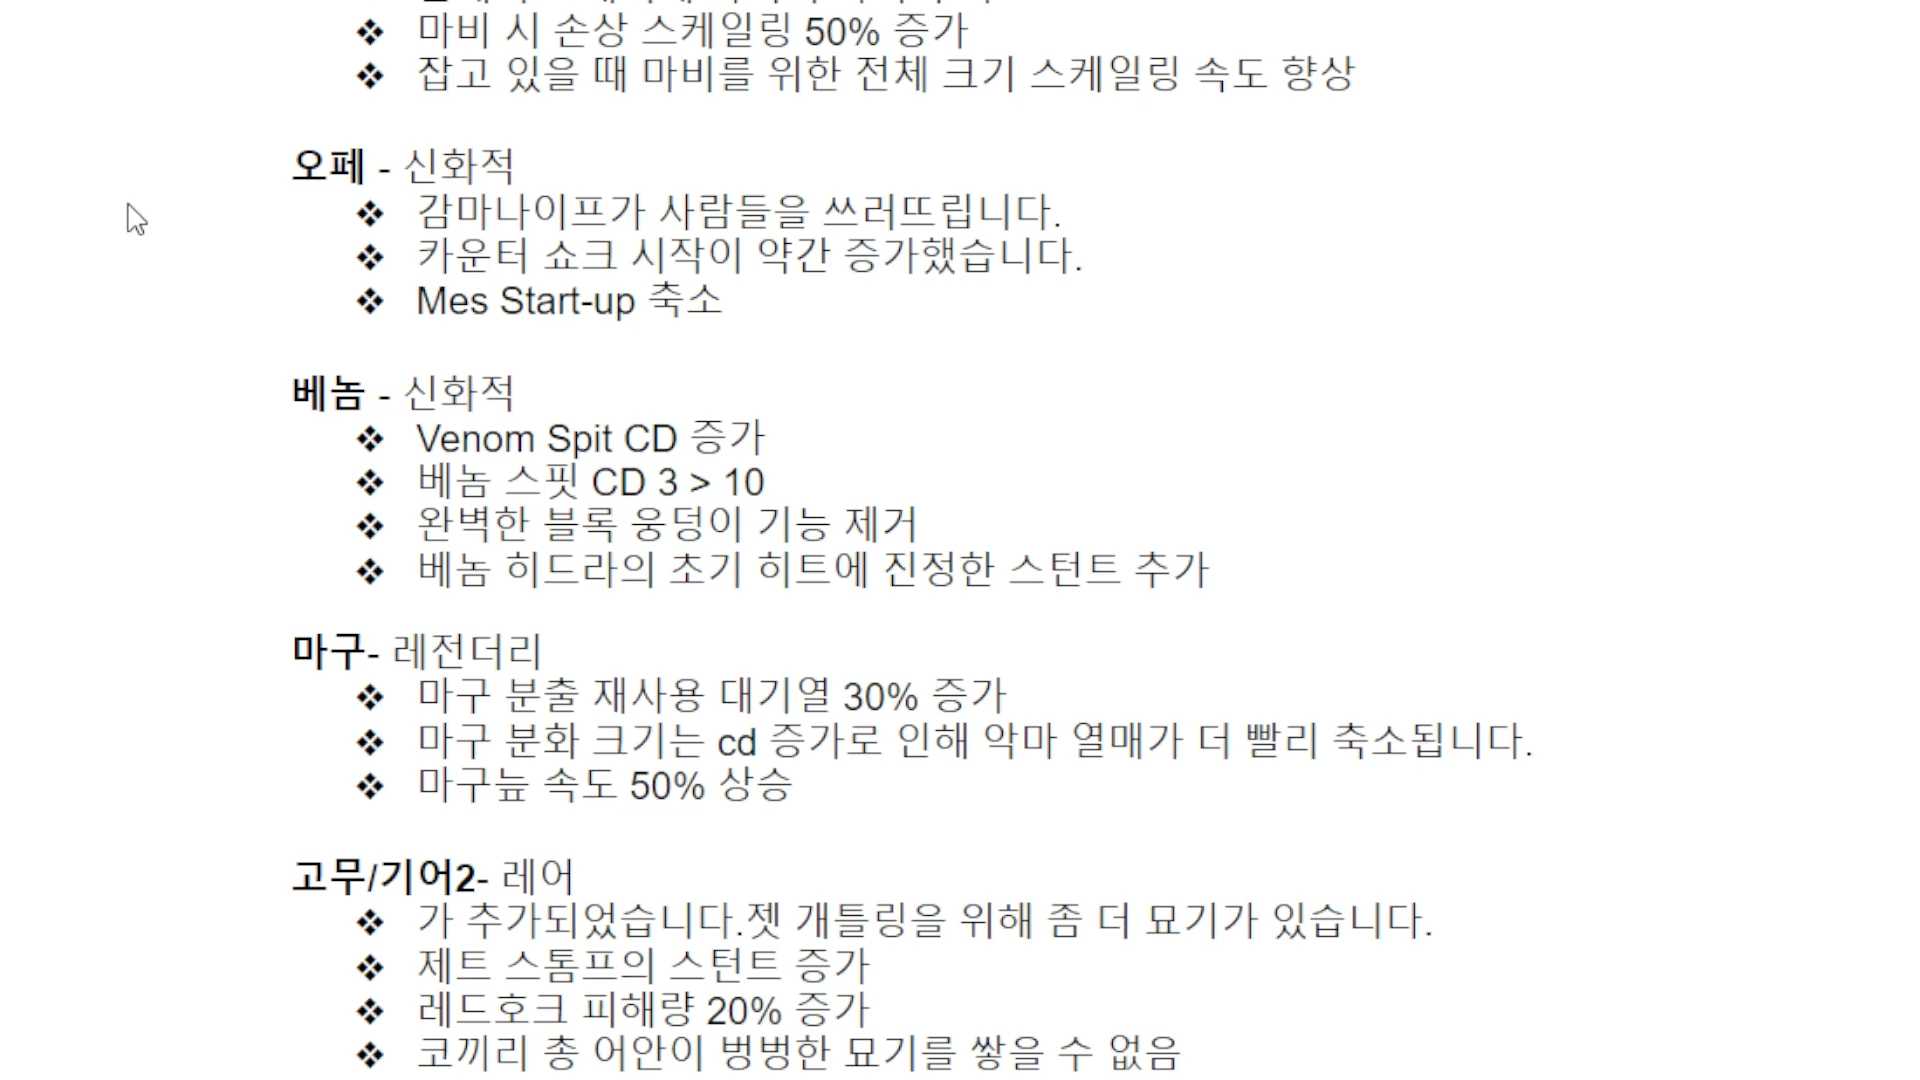 ❖ 마비 시 손상 스케일링 50% 증가
❖ 잡고 있을 때 마비를 위한 전체 크기 스케일링 속도 향상
오페 - 신화적
❖ 감마나이프가 사람들을 쓰러뜨립니다.
❖ 카운터 쇼크 시작이 약간 증가했습니다.
❖ Mes Start-up 축소
베놈 - 신화적
❖ Venom Spit CD 증가
❖ 베놈 스핏 CD 3 > 10
❖ 완벽한 블록 웅덩이 기능 제거
❖ 베놈 히드라의 초기 히트에 진정한 스턴트 추가
마구- 레전더리
❖ 마구 분출 재사용 대기열 30% 증가
❖ 마구 분화 크기는 cd 증가로 인해 악마 열매가 더 빨리 축소됩니다.
❖ 마구늪 속도 50% 상승
고무/기어2- 레어
❖ 가 추가되었습니다.젯 개틀링을 위해 좀 더 묘기가 있습니다.
❖ 제트 스톰프의 스턴트 증가
❖ 레드호크 피해량 20% 증가
❖ 코끼리 총 어안이 벙벙한 묘기를 쌓을 수 없음